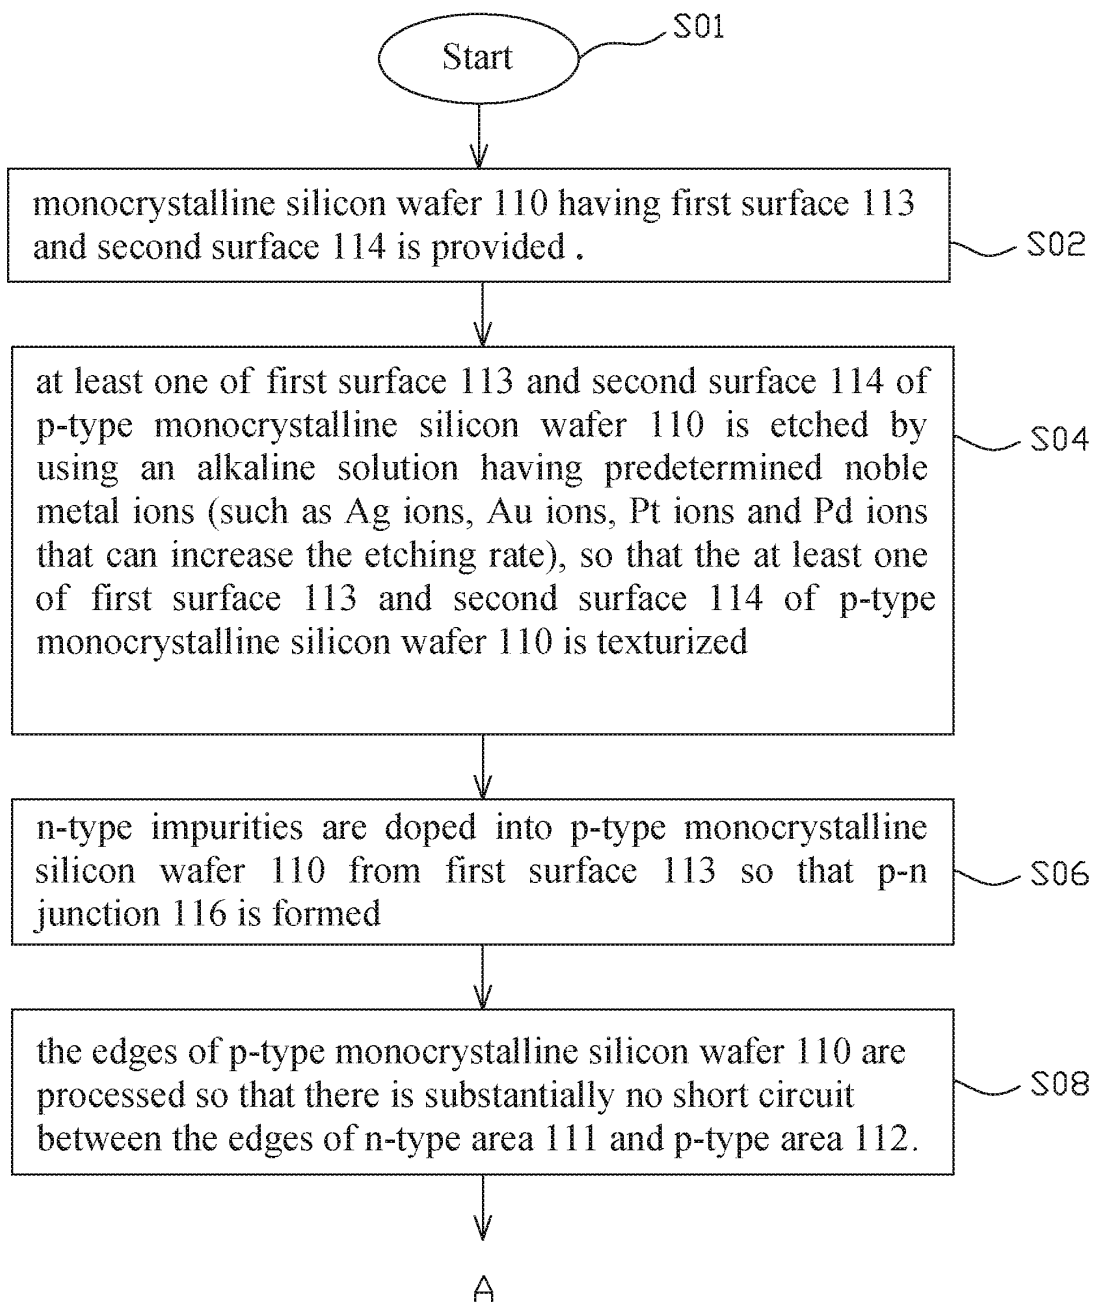 Start
S01
monocrystalline silicon wafer 110 having first surface 113
and second surface 114 is provided .
S02
at least one of first surface 113 and second surface 114 of
p-type monocrystalline silicon wafer 110 is etched by
using an alkaline solution having predetermined noble
metal ions (such as Ag ions, Au ions, Pt ions and Pd ions
that can increase the etching rate), so that the at least one
of first surface 113 and second surface 114 of p-type
monocrystalline silicon wafer 110 is texturized
S04
n-type impurities are doped into p-type monocrystalline
silicon wafer 110 from first surface 113 so that p-n
junction 116 is formed
S06
the edges of p-type monocrystalline silicon wafer 110 are
processed so that there is substantially no short circuit
between the edges of n-type area 111 and p-type area 112.
S08
A